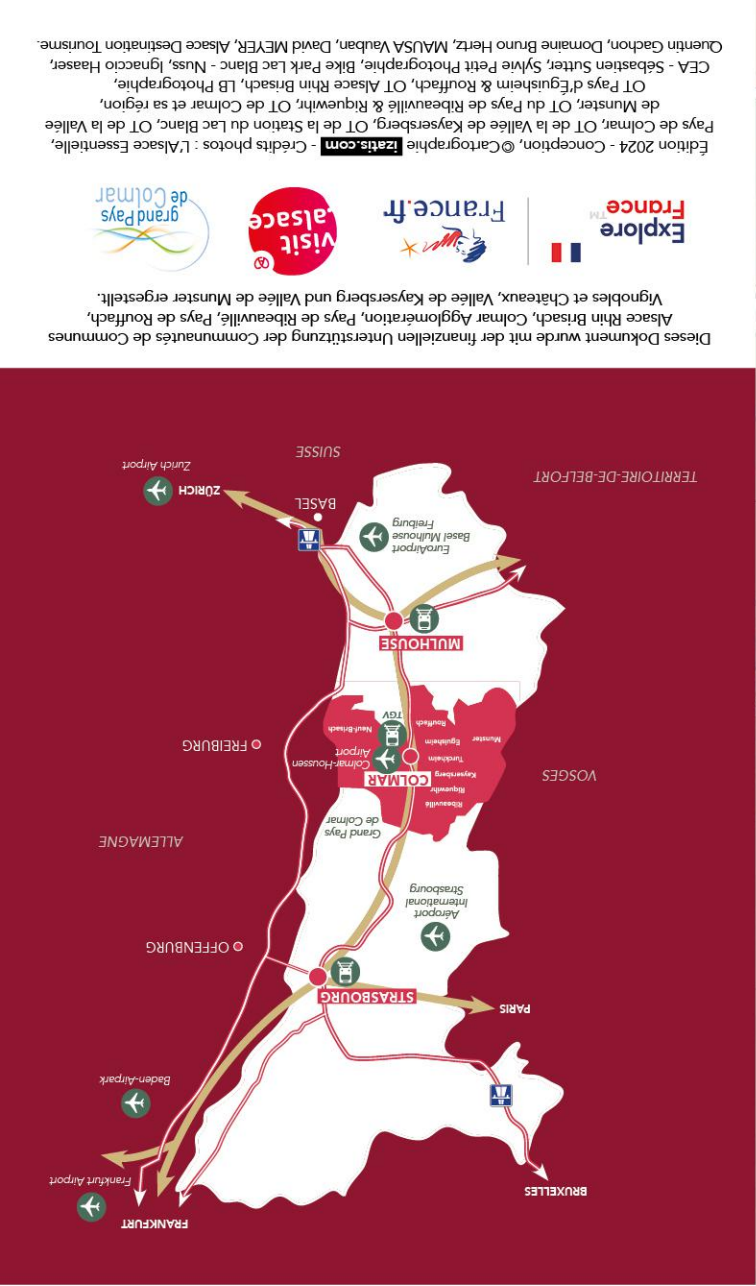 FRANKFURT
BRUXELLES
Frankfurt Airport
Baden-Airpark
PARIS
STRASBOURG
OFFENBURG
Aéroport
International
Strasbourg
ALLEMAGNE
Grand Pays
de Colmar
Ribeauvillé
Riquewihr
Kaysersberg
COLMAR
VOSGES
Turckheim
Colmar-Houssen
Airport
Eguisheim
FREIBURG
Munster
Rouffach
Neuf-Brisach
TGV
MULHOUSE
EuroAirport
Basel Mulhouse
Freiburg
BASEL
ZÜRICH
Zurich Airport
TERRITOIRE-DE-BELFORT
SUISSE
Dieses Dokument wurde mit der finanziellen Unterstützung der Communautés de Communes
Alsace Rhin Brisach, Colmar Agglomération, Pays de Ribeauvillé, Pays de Rouffach,
Vignobles et Châteaux, Vallée de Kaysersberg und Vallée de Munster ergestellt.
Explore
France™
France.fr
visit
.alsace
grand Pays
de Colmar
Édition 2024 - Conception, ©Cartographie izatis.com - Crédits photos : L'Alsace Essentielle,
Pays de Colmar, OT de la Vallée de Kaysersberg, OT de la Station du Lac Blanc, OT de la Vallée
de Munster, OT du Pays de Ribeauvillé & Riquewihr, OT de Colmar et sa région,
OT Pays d'Éguisheim & Rouffach, OT Alsace Rhin Brisach, LB Photographie,
CEA - Sébastien Sutter, Sylvie Petit Photographie, Bike Park Lac Blanc - Nuss, Ignaccio Hasser,
Quentin Gachon, Domaine Bruno Hertz, MAUSA Vauban, David MEYER, Alsace Destination Tourisme.